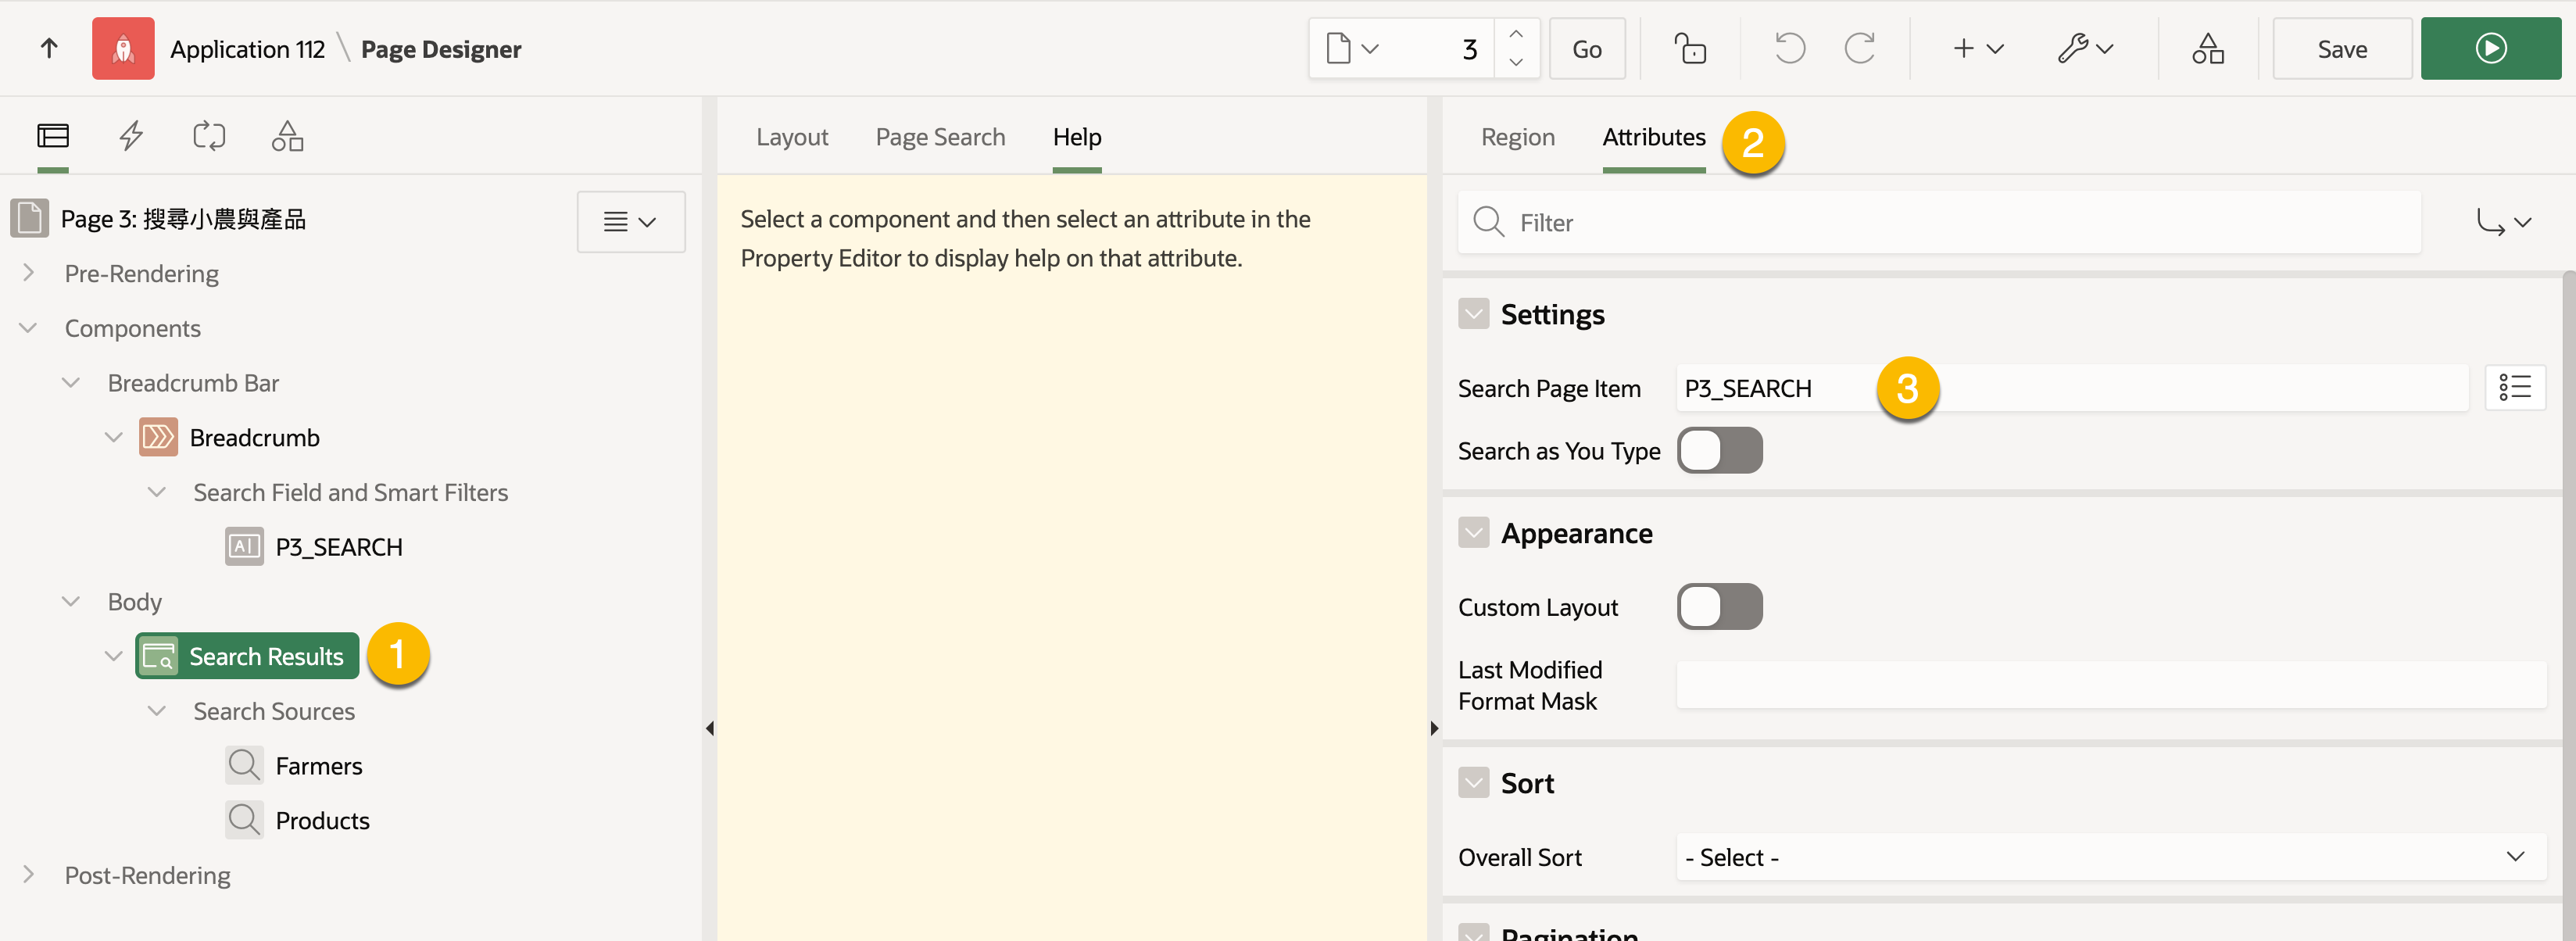 Application 112 \ Page Designer
3
Go
Save
Page 3: 搜尋小農與產品
Pre-Rendering
Components
Breadcrumb Bar
Breadcrumb
Search Field and Smart Filters
P3_SEARCH
Body
Search Results
1
Search Sources
Farmers
Products
Post-Rendering
Layout
Page Search
Help
Select a component and then select an attribute in the
Property Editor to display help on that attribute.
Region
Attributes
2
Filter
Settings
Search Page Item
P3_SEARCH
3
Search as You Type
Appearance
Custom Layout
Last Modified
Format Mask
Sort
Overall Sort
- Select -
Pagination